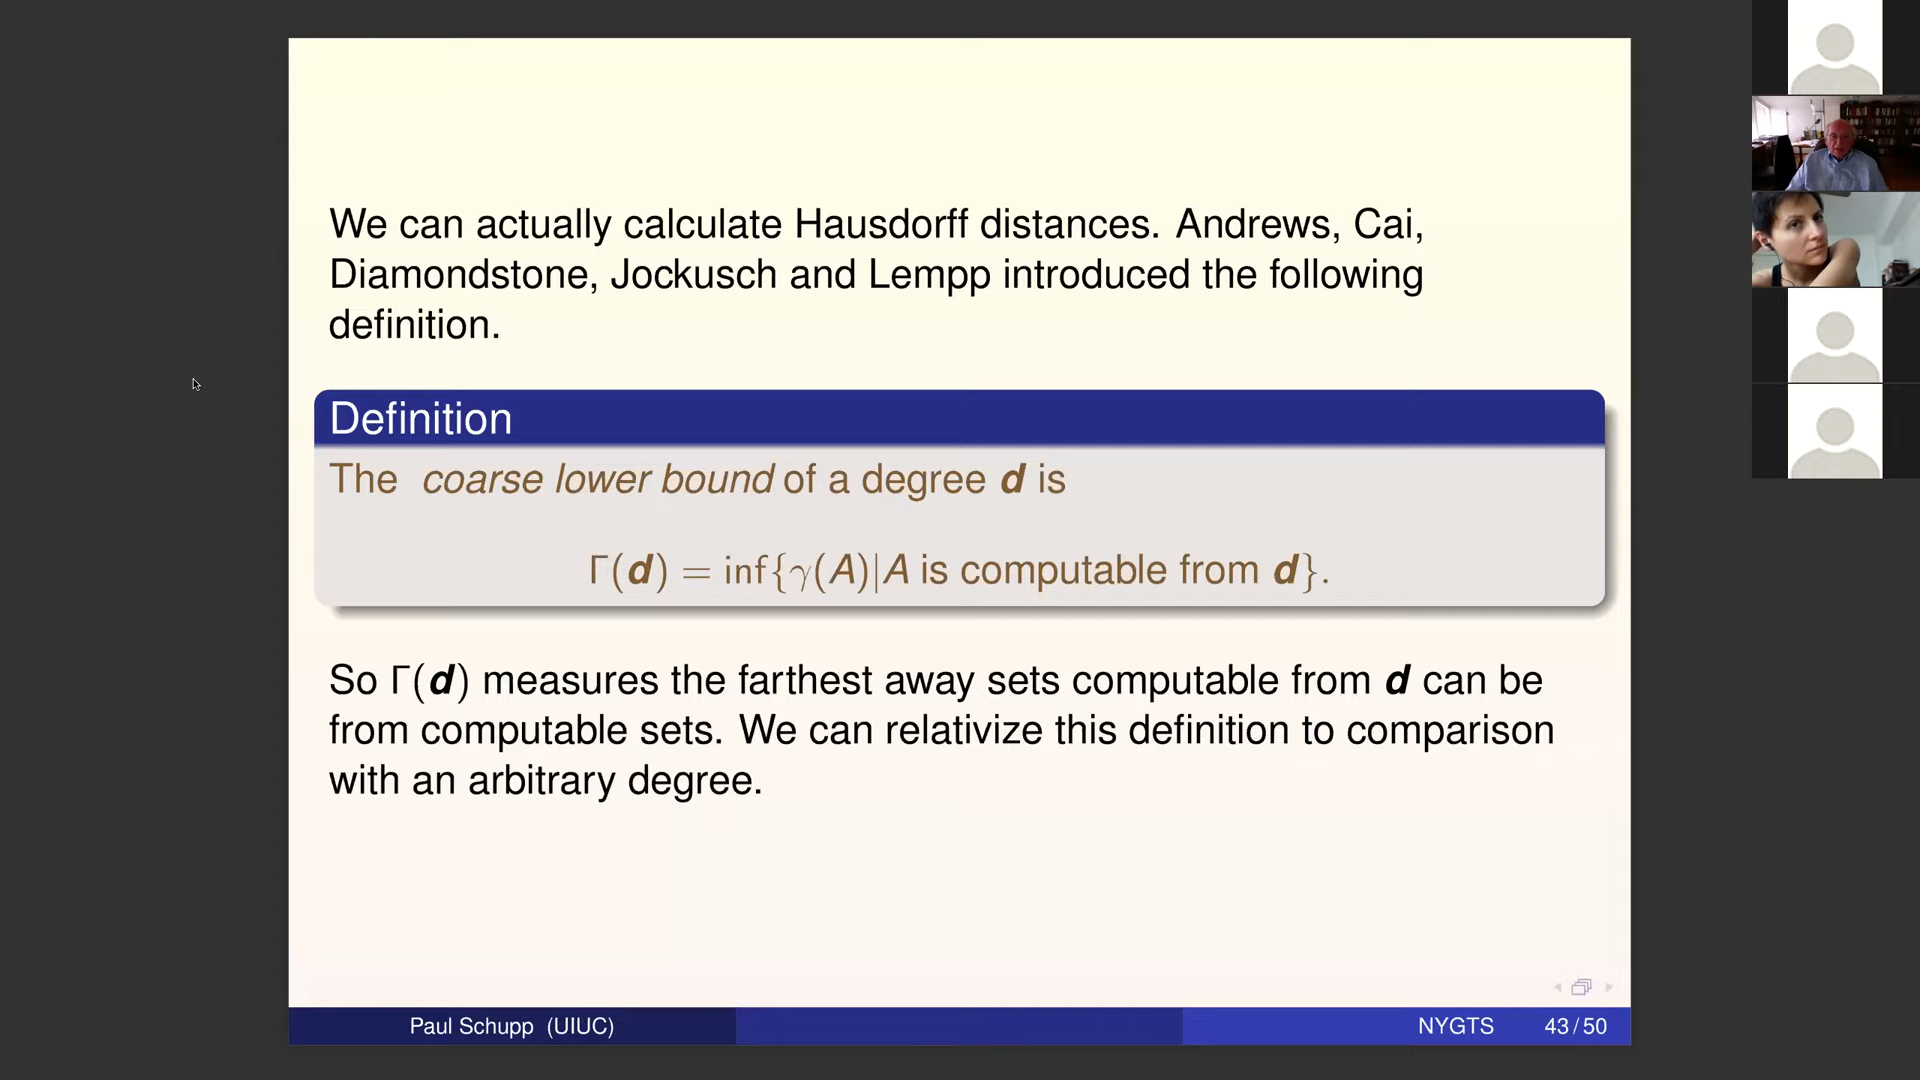 We can actually calculate Hausdorff distances. Andrews, Cai,
Diamondstone, Jockusch and Lempp introduced the following
definition.
Definition
The coarse lower bound of a degree d is
Γ(d) = inf{γ(A)|A is computable from d}.
So Γ(d) measures the farthest away sets computable from d can be
from computable sets. We can relativize this definition to comparison
with an arbitrary degree.
Paul Schupp (UIUC) NYGTS 43/50